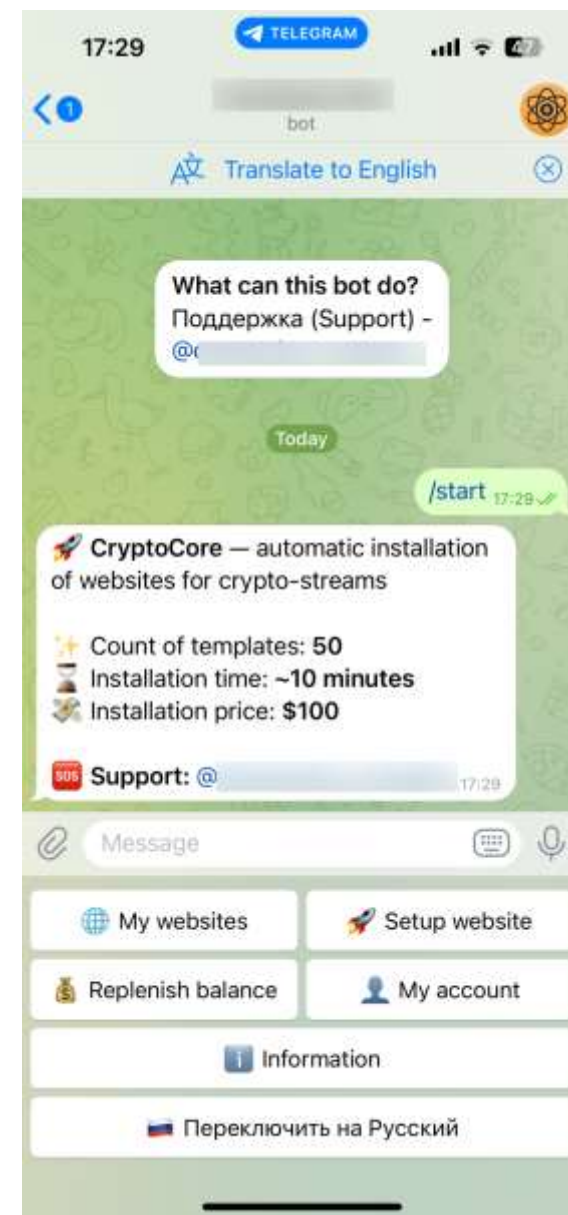 17:29
TELEGRAM
1
bot
Translate to English
What can this bot do?
Поддержка (Support) -
Today
/start 17:29
🚀 CryptoCore — automatic installation
of websites for crypto-streams
✨ Count of templates: 50
⏳ Installation time: ~10 minutes
💸 Installation price: $100
🆘 Support: @
17:29
Message
🌐 My websites
🚀 Setup website
💰 Replenish balance
👤 My account
ℹ️ Information
🇷🇺 Переключить на Русский